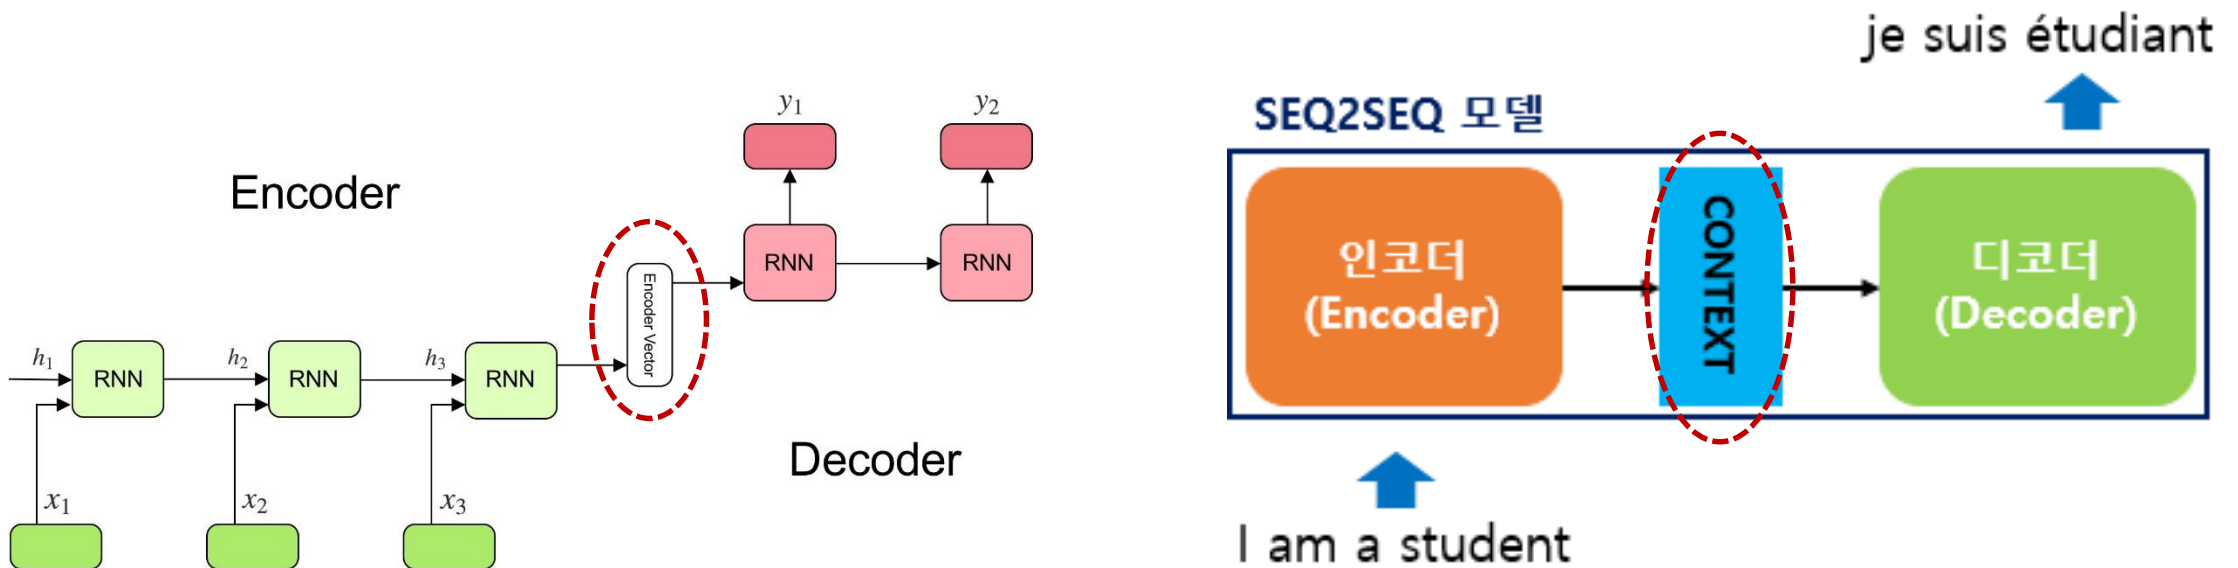 Encoder
y1
y2
RNN
RNN
Encoder Vector
h1
RNN
h2
RNN
h3
RNN
Decoder
x1
x2
x3
je suis étudiant
SEQ2SEQ 모델
인코더
(Encoder)
CONTEXT
디코더
(Decoder)
I am a student